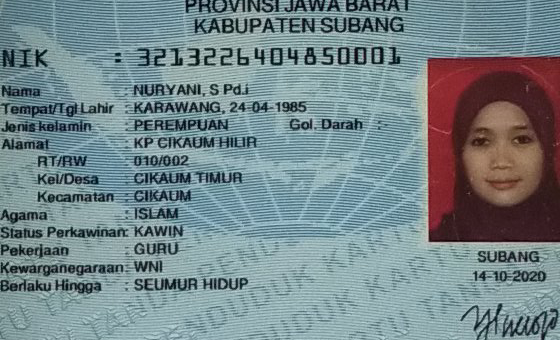 PROVINSI JAWA BARAT
KABUPATEN SUBANG
NIK : 3213226404850001
Nama : NURYANI, S Pd.i
Tempat/Tgl Lahir : KARAWANG, 24-04-1985
Jenis kelamin : PEREMPUAN Gol. Darah :-
Alamat : KP CIKAUM HILIR
RT/RW : 010/002
Kel/Desa : CIKAUM TIMUR
Kecamatan : CIKAUM
Agama : ISLAM
Status Perkawinan: KAWIN
Pekerjaan : GURU
Kewarganegaraan: WNI
Berlaku Hingga : SEUMUR HIDUP
SUBANG
14-10-2020